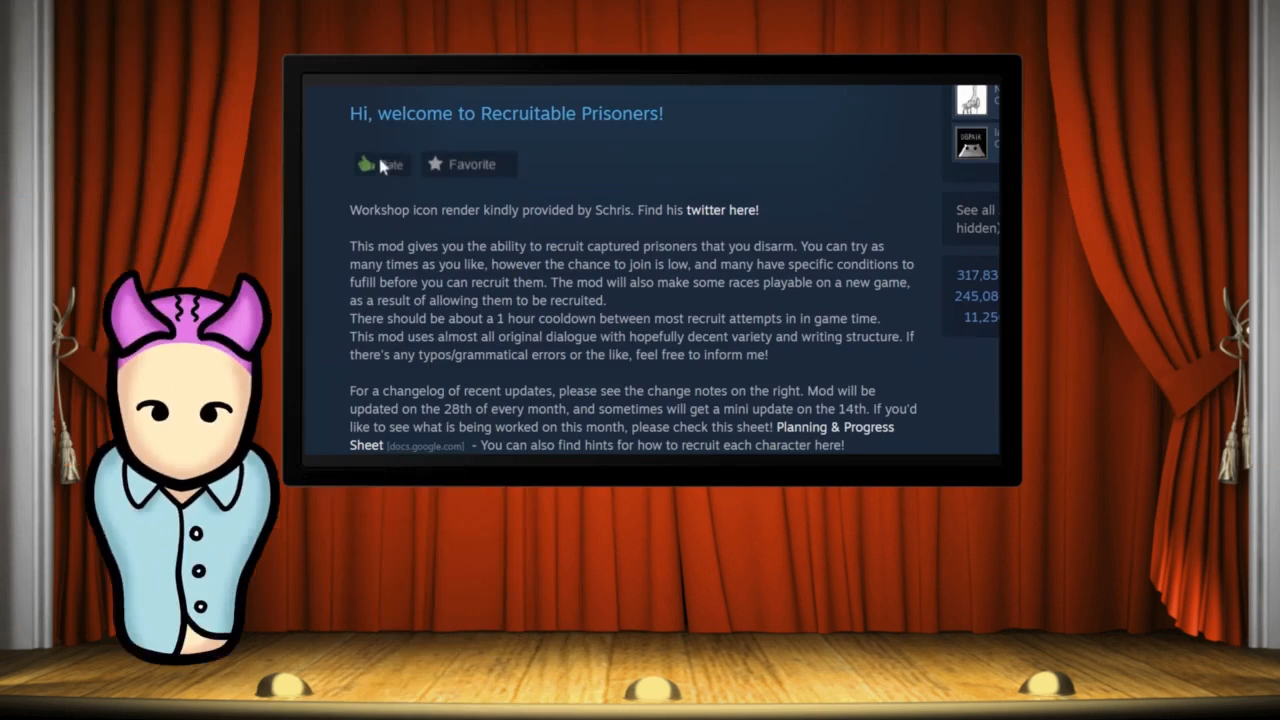 Hi, welcome to Recruitable Prisoners!
Favorite
Workshop icon render kindly provided by Schris. Find his twitter here!
This mod gives you the ability to recruit captured prisoners that you disarm. You can try as
many times as you like, however the chance to join is low, and many have specific conditions to
fufill before you can recruit them. The mod will also make some races playable on a new game,
as a result of allowing them to be recruited.
There should be about a 1 hour cooldown between most recruit attempts in in game time.
This mod uses almost all original dialogue with hopefully decent variety and writing structure. If
there's any typos/grammatical errors or the like, feel free to inform me!
For a changelog of recent updates, please see the change notes on the right. Mod will be
updated on the 28th of every month, and sometimes will get a mini update on the 14th. If you'd
like to see what is being worked on this month, please check this sheet! Planning & Progress
Sheet [docs.google.com] - You can also find hints for how to recruit each character here!
See all
hidden)
317,83
245,08
11,25